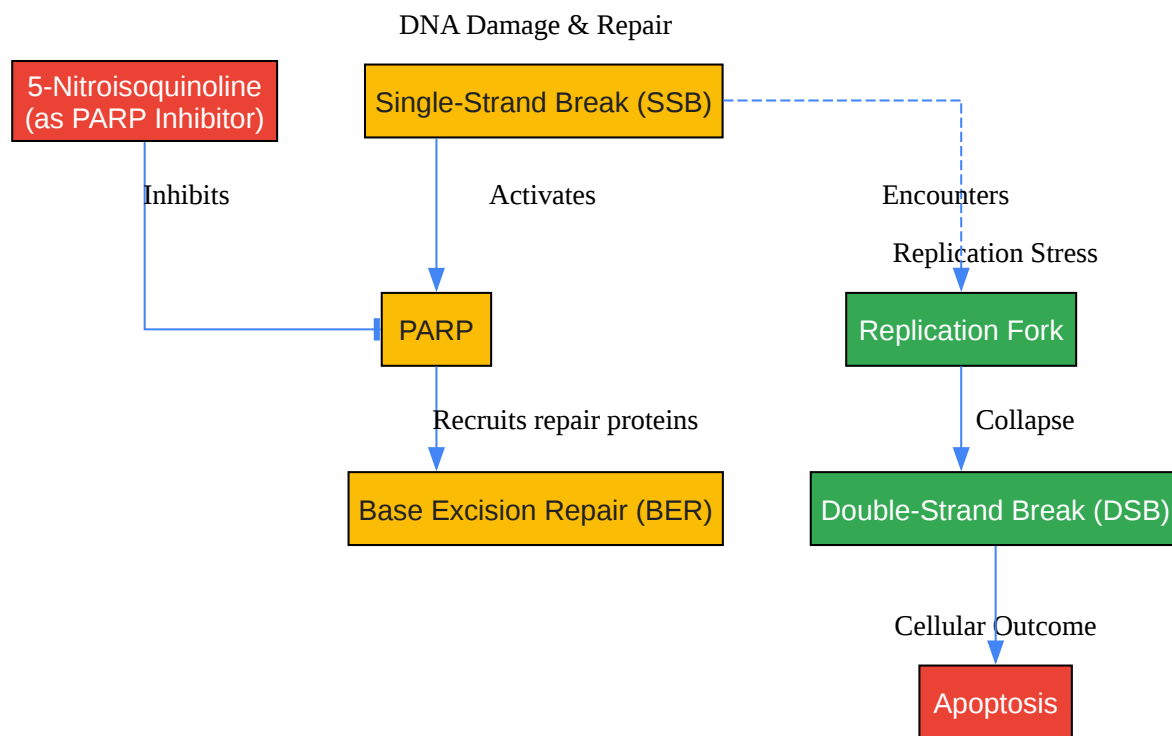 DNA Damage & Repair
5-Nitroisoquinoline
(as PARP Inhibitor)
Single-Strand Break (SSB)
Inhibits
Activates
Encounters
Replication Stress
PARP
Replication Fork
Recruits repair proteins
Collapse
Base Excision Repair (BER)
Double-Strand Break (DSB)
Cellular Outcome
Apoptosis